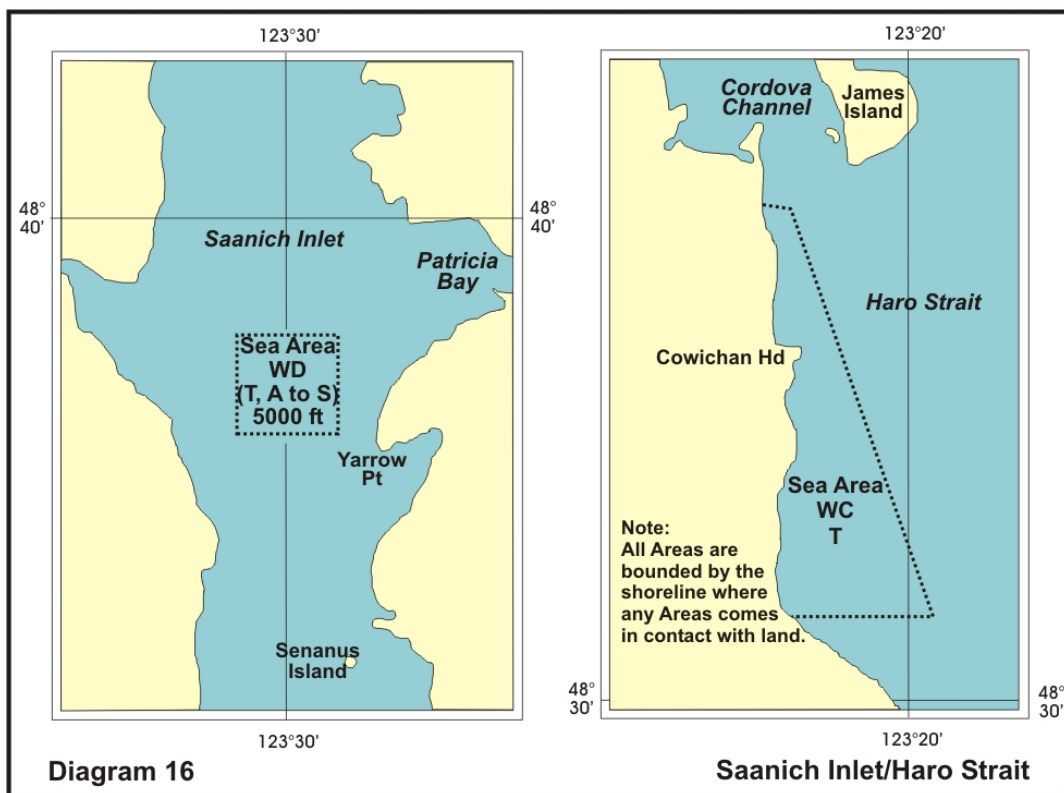 123°30'
48°
40'
48°
40'
Saanich Inlet
Patricia
Bay
Sea Area
WD
(T, A to S)
5000 ft
Yarrow
Pt
Senanus
Island
123°30'
Diagram 16
123°20'
Cordova
Channel
James
Island
Haro Strait
Cowichan Hd
Sea Area
WC
T
Note:
All Areas are
bounded by the
shoreline where
any Areas comes
in contact with land.
48°
30'
48°
30'
123°20'
Saanich Inlet/Haro Strait